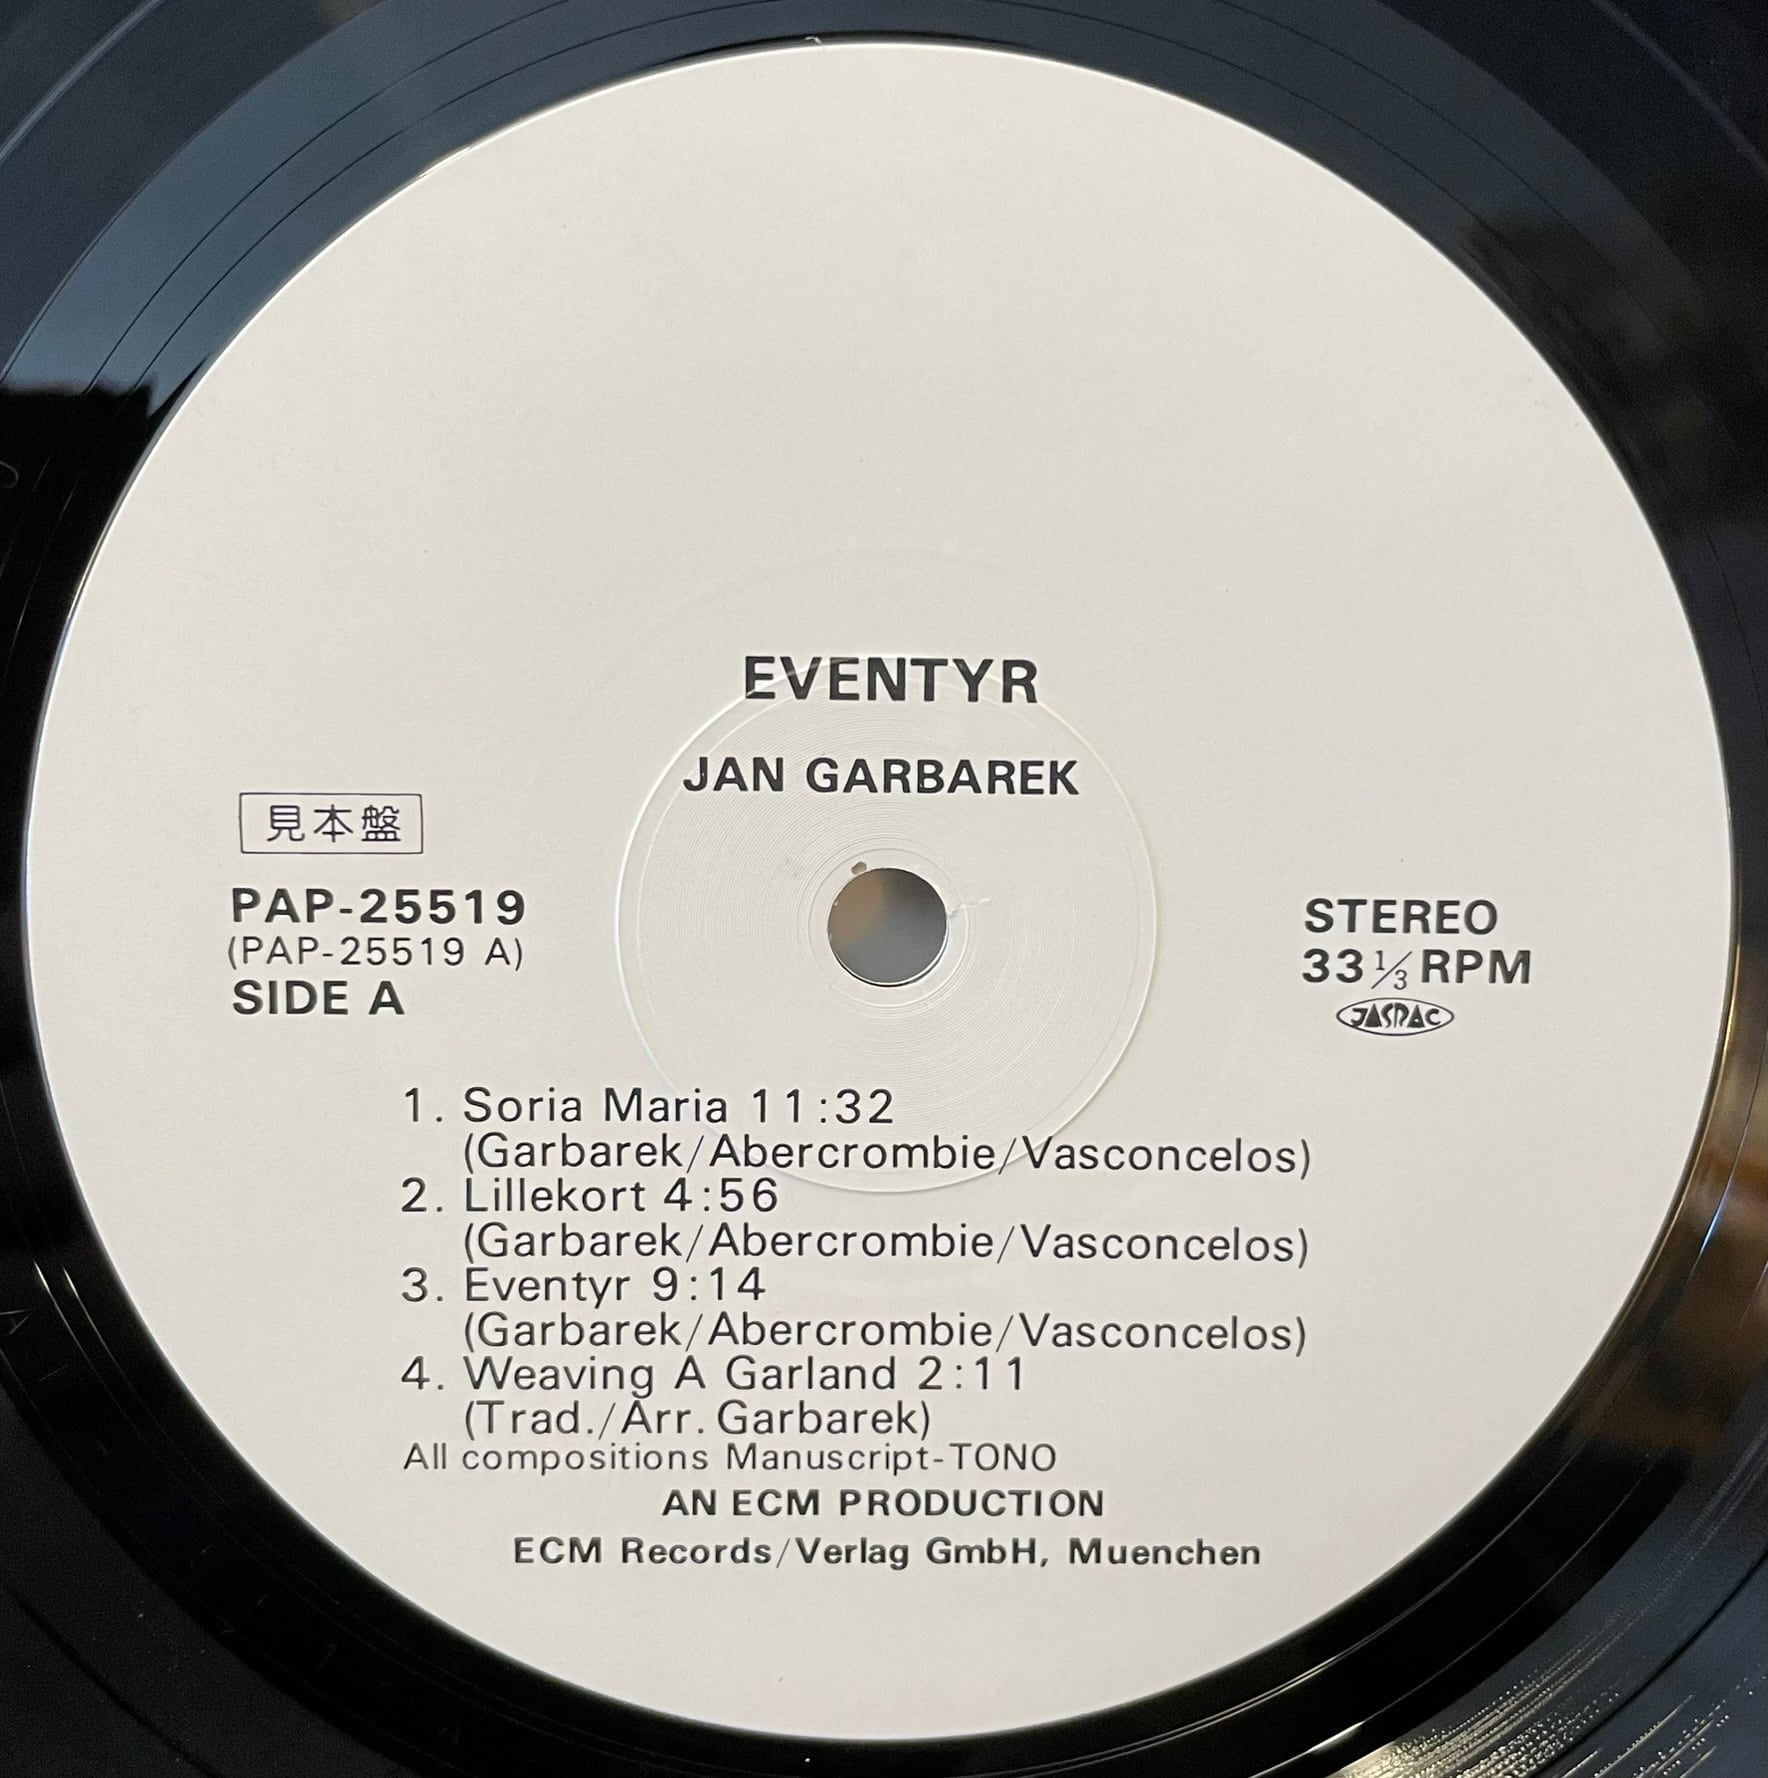 EVENTYR
JAN GARBAREK
見本盤
PAP-25519
(PAP-25519 A)
SIDE A
STEREO
33 1/3 RPM
JASRAC
1. Soria Maria 11:32
(Garbarek/Abercrombie/Vasconcelos)
2. Lillekort 4:56
(Garbarek/Abercrombie/Vasconcelos)
3. Eventyr 9:14
(Garbarek/Abercrombie/Vasconcelos)
4. Weaving A Garland 2:11
(Trad./Arr. Garbarek)
All compositions Manuscript-TONO
AN ECM PRODUCTION
ECM Records/Verlag GmbH, Muenchen